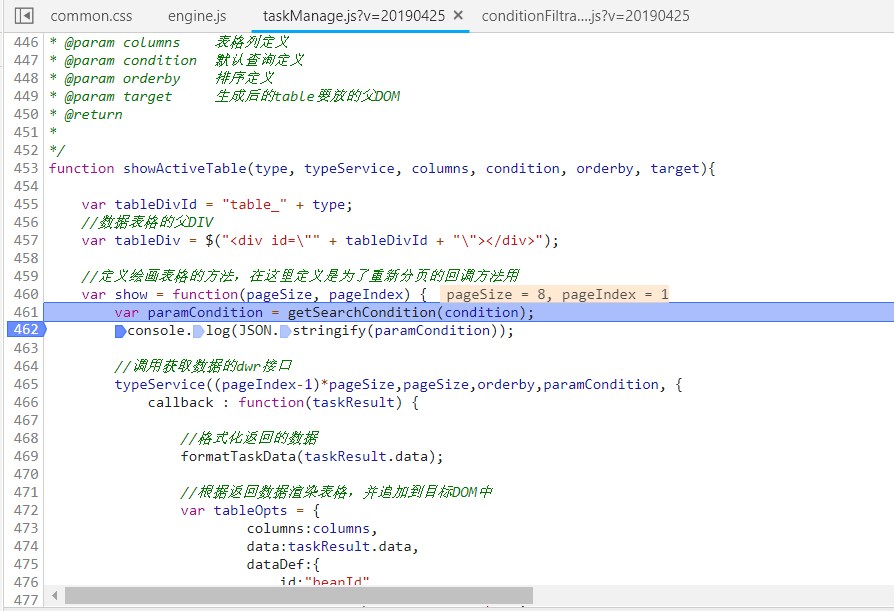 common.css engine.js taskManage.js?v=20190425 × conditionFiltra....js?v=20190425
446 * @param columns 表格列定义
447 * @param condition 默认查询定义
448 * @param orderby 排序定义
449 * @param target 生成后的table要放的父DOM
450 * @return
451 *
452 */
453 function showActiveTable(type, typeService, columns, condition, orderby, target){
454
455 var tableDivId = "table_" + type;
456 //数据表格的父DIV
457 var tableDiv = $("<div id=\"" + tableDivId + "\"></div>");
458
459 //定义绘画表格的方法，在这里定义是为了重新分页的回调方法用
460 var show = function(pageSize, pageIndex) { pageSize = 8, pageIndex = 1
461 var paramCondition = getSearchCondition(condition);
462 console.log(JSON.stringify(paramCondition));
463
464 //调用获取数据的dwr接口
465 typeService((pageIndex-1)*pageSize,pageSize,orderby,paramCondition, {
466 callback : function(taskResult) {
467
468 //格式化返回的数据
469 formatTaskData(taskResult.data);
470
471 //根据返回数据渲染表格，并追加到目标DOM中
472 var tableOpts = {
473 columns:columns,
474 data:taskResult.data,
475 dataDef:{
476 id:"beanId"
477